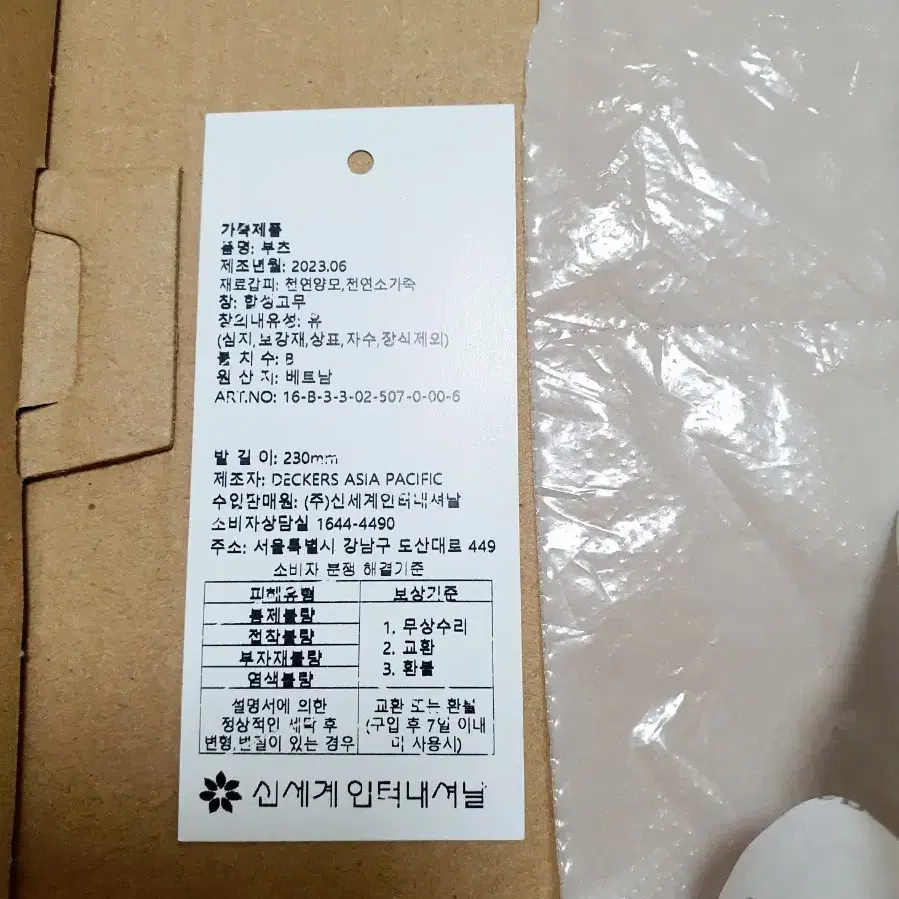 가죽제품
품명: 부츠
제조년월: 2023.06
재료갑피: 천연양모,천연소가죽
창: 합성고무
창의내유성: 유
(심지,보강재,상표,자수,장식제외)
품 치 수: B
원 산 지: 베트남
ART.NO: 16-B-3-3-02-507-0-00-6
발 길 이: 230mm
제조자: DECKERS ASIA PACIFIC
수입판매원: (주)신세계인터내셔날
소비자상담실 1644-4490
주소: 서울특별시 강남구 도산대로 449
소비자 분쟁 해결기준
피해유형 보상기준
봉제불량
접착불량
부자재불량
염색불량
1. 무상수리
2. 교환
3. 환불
설명서에 의한
정상적인 세탁 후
변형,변질이 있는 경우
교환 또는 환불
(구입 후 7일 이내
미 사용시)
신세계인터내셔날